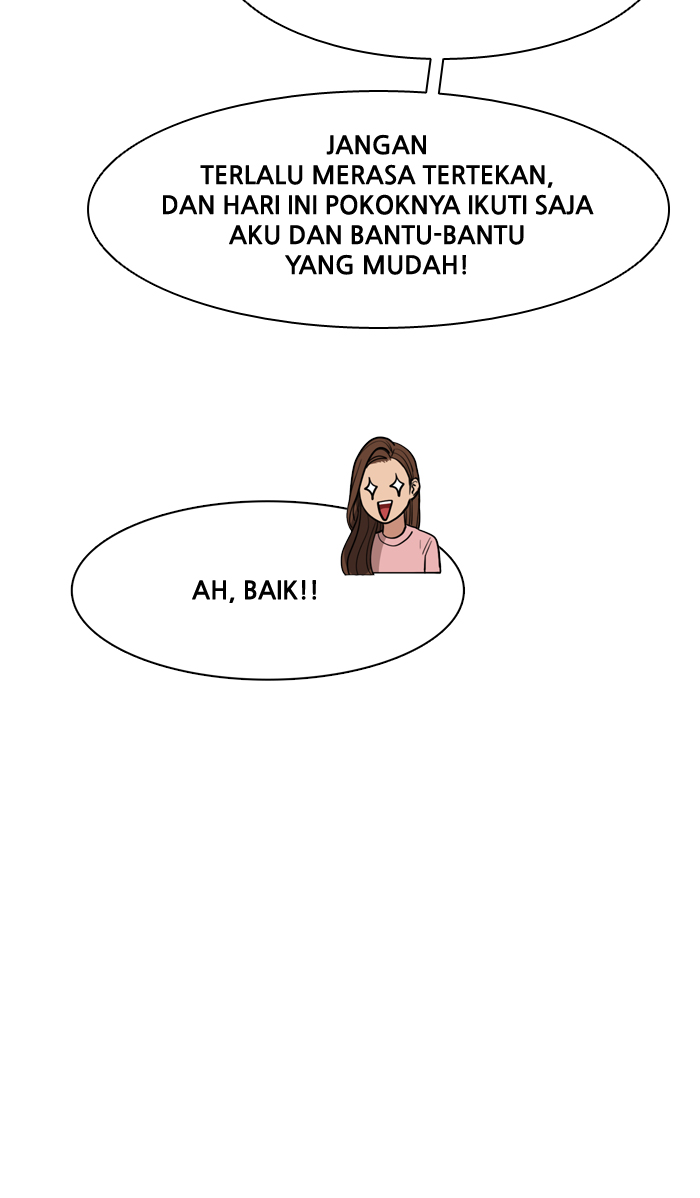 JANGAN
TERLALU MERASA TERTEKAN,
DAN HARI INI POKOKNYA IKUTI SAJA
AKU DAN BANTU-BANTU
YANG MUDAH!
AH, BAIK!!